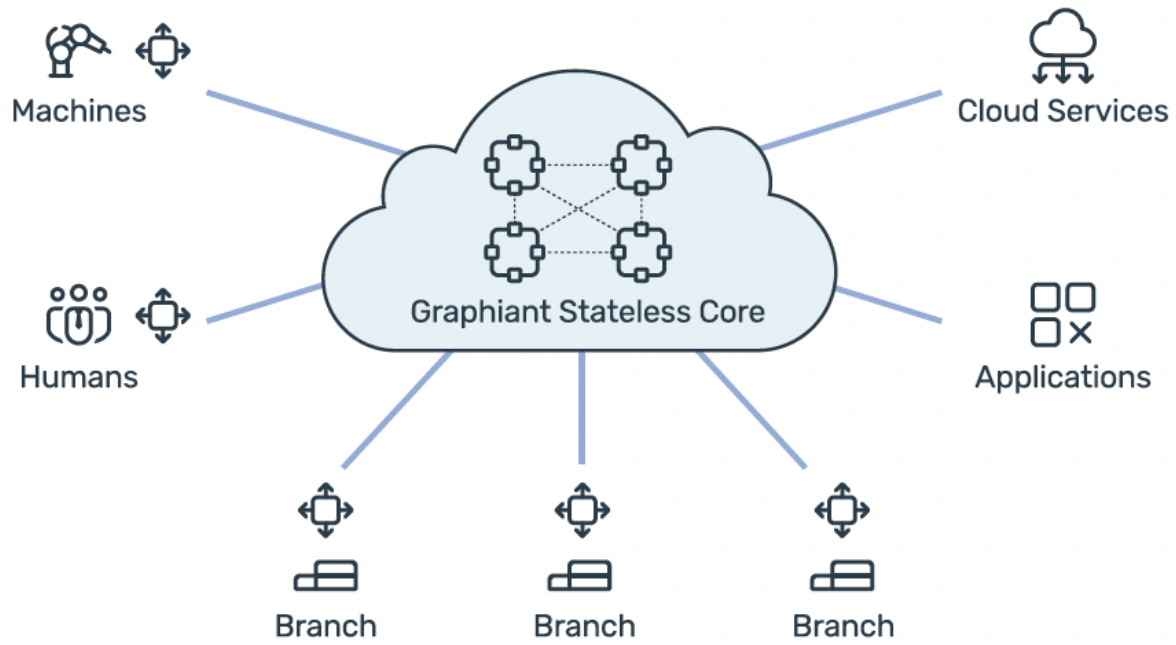 Machines
Cloud Services
Graphiant Stateless Core
Humans
Applications
Branch
Branch
Branch